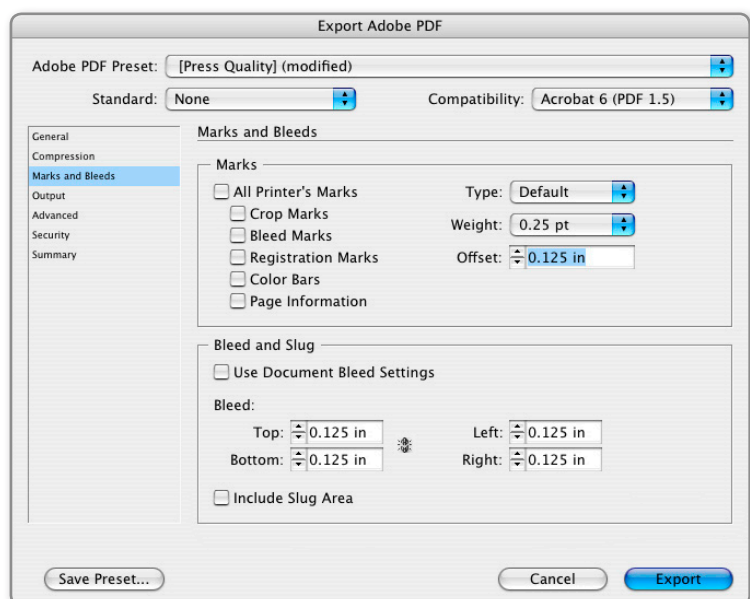 Export Adobe PDF
Adobe PDF Preset: [Press Quality] (modified)
Standard: None Compatibility: Acrobat 6 (PDF 1.5)
General
Compression
Marks and Bleeds
Output
Advanced
Security
Summary
Marks and Bleeds
Marks
All Printer's Marks
Crop Marks
Bleed Marks
Registration Marks
Color Bars
Page Information
Type: Default
Weight: 0.25 pt
Offset: 0.125 in
Bleed and Slug
Use Document Bleed Settings
Bleed:
Top: 0.125 in Left: 0.125 in
Bottom: 0.125 in Right: 0.125 in
Include Slug Area
Save Preset... Cancel Export